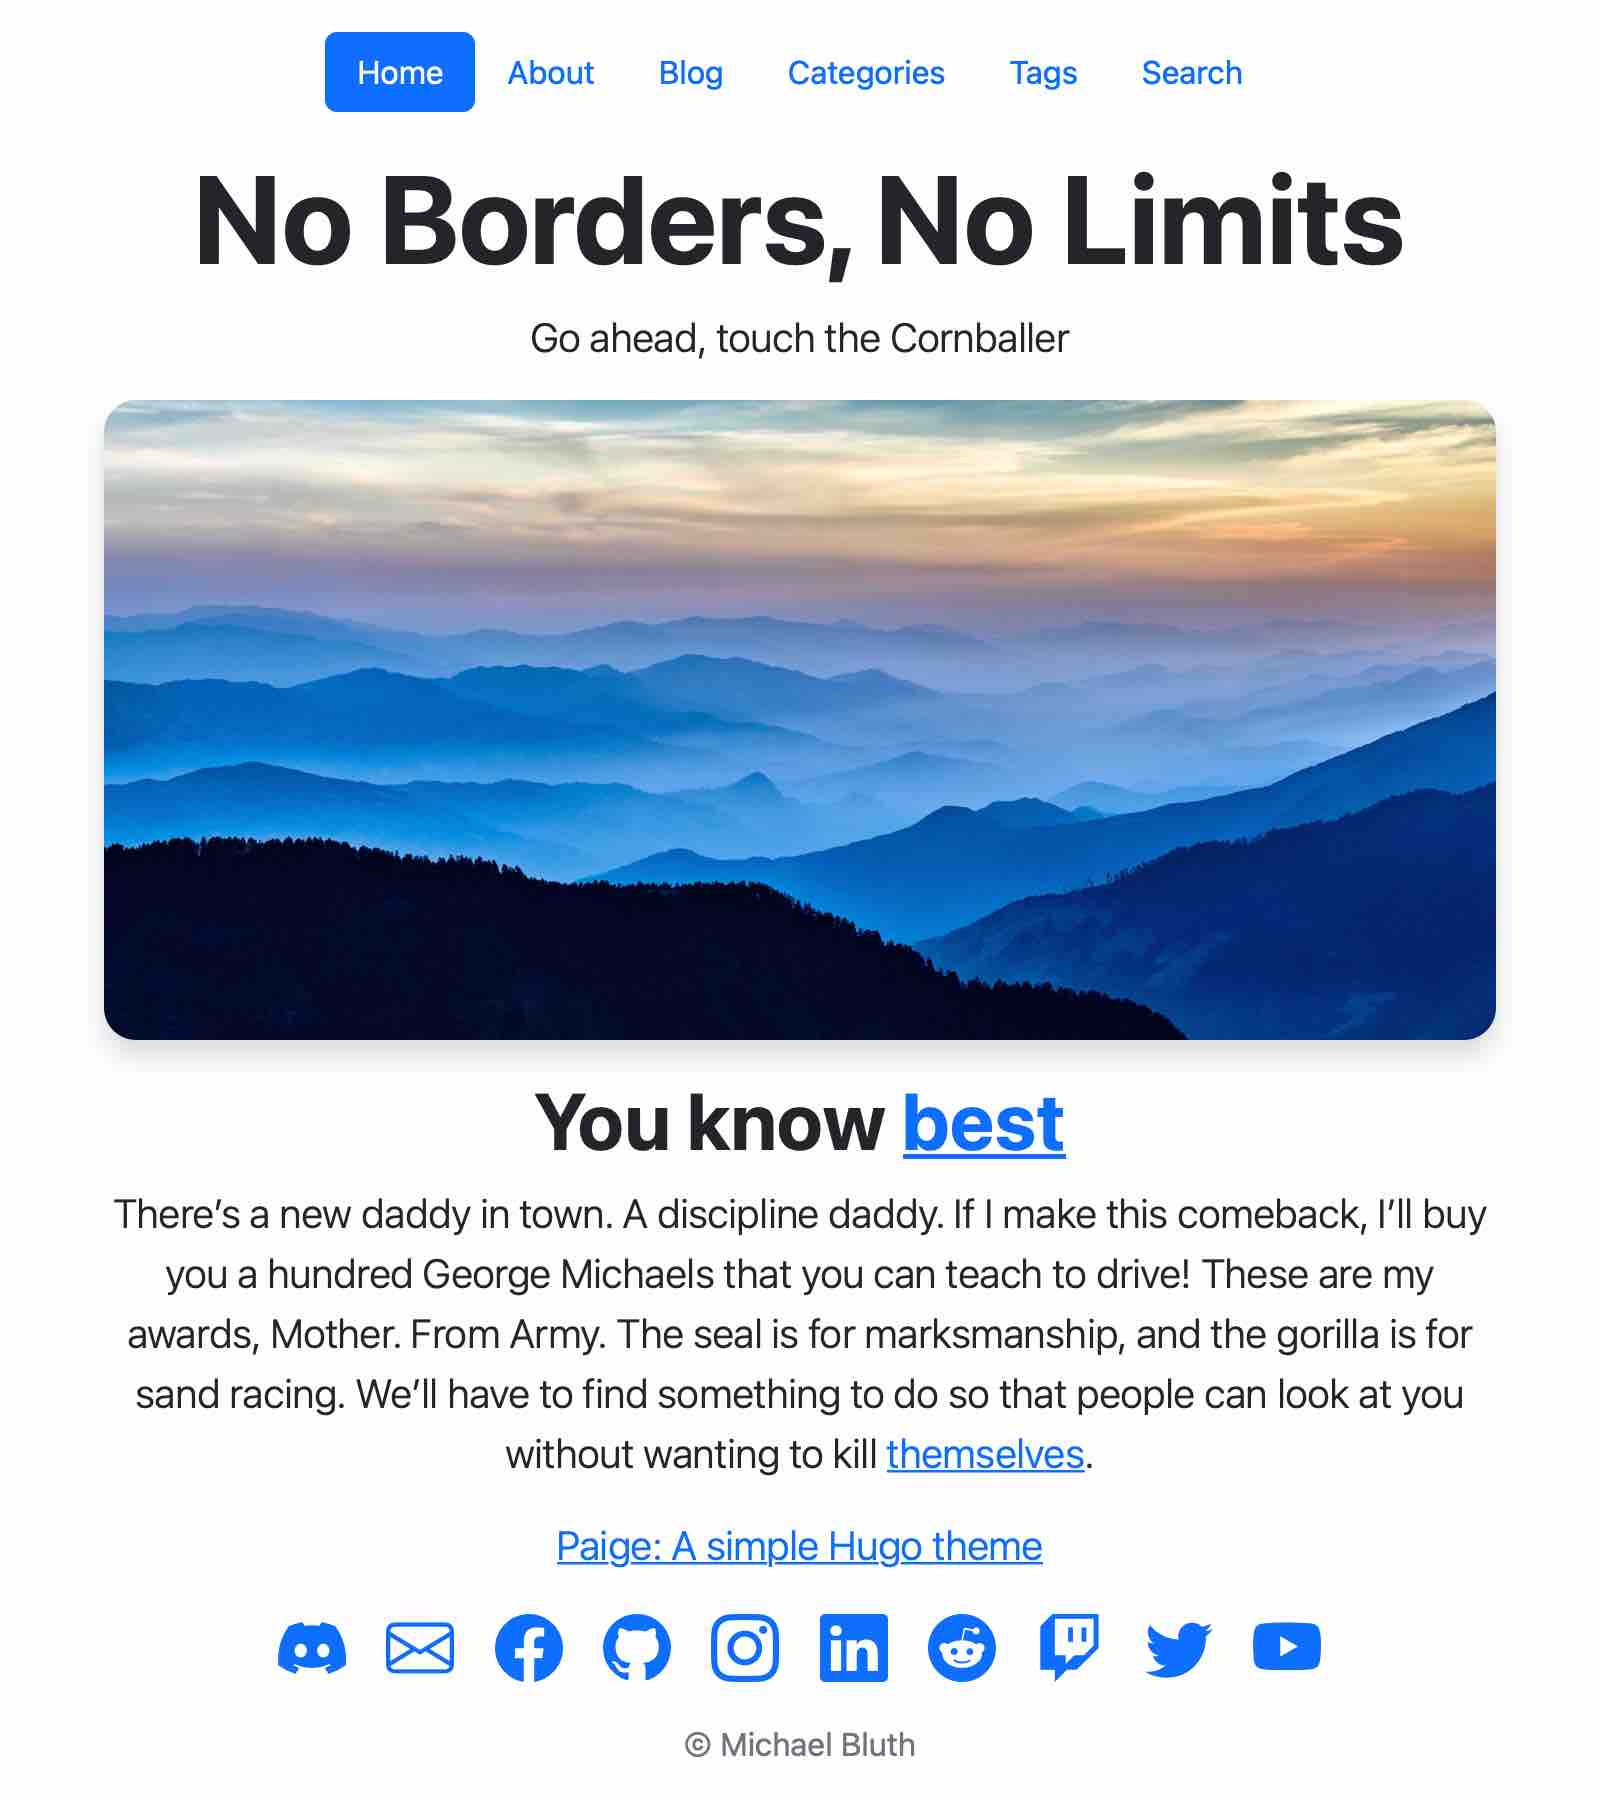 Home About Blog Categories Tags Search
No Borders, No Limits
Go ahead, touch the Cornballer
You know best
There’s a new daddy in town. A discipline daddy. If I make this comeback, I’ll buy
you a hundred George Michaels that you can teach to drive! These are my
awards, Mother. From Army. The seal is for marksmanship, and the gorilla is for
sand racing. We’ll have to find something to do so that people can look at you
without wanting to kill themselves.
Paige: A simple Hugo theme
in
© Michael Bluth